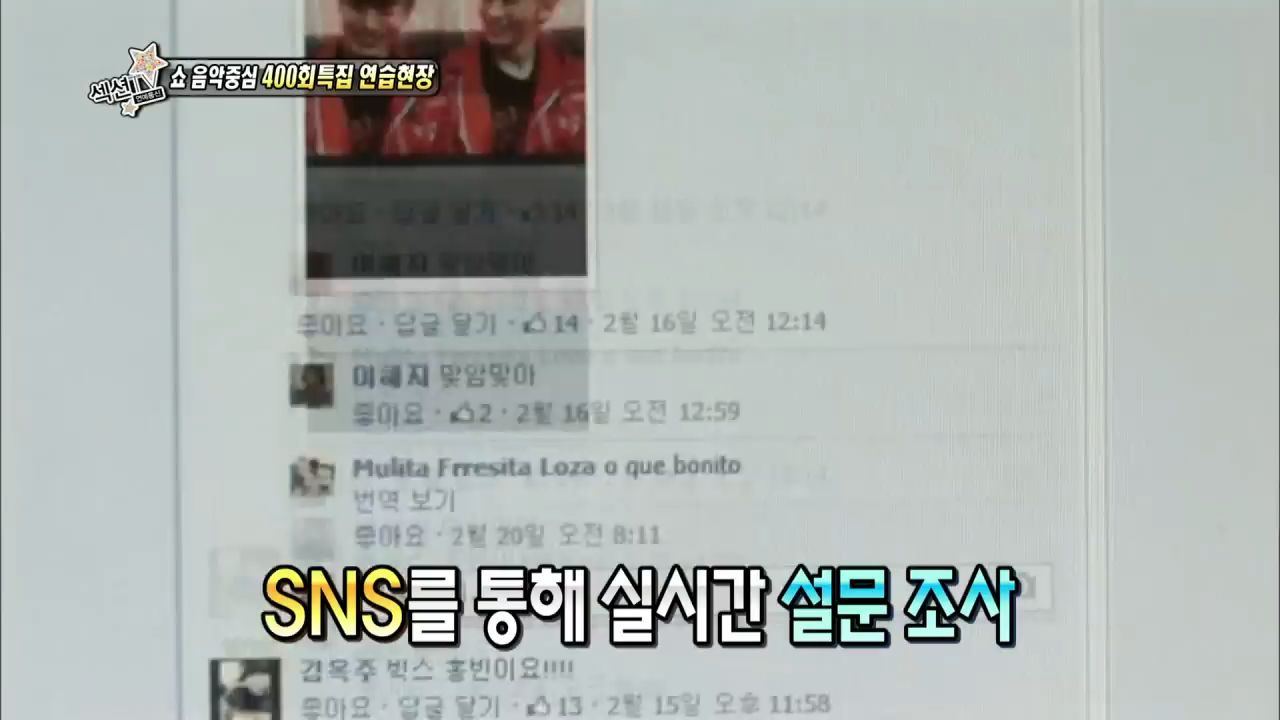 섹션TV
연예통신
쇼 음악중심 400회특집 연습현장
좋아요 · 답글 달기 · 14 · 2월 16일 오전 12:14
이혜지 맞암맞아
좋아요 · 2 · 2월 16일 오전 12:59
Mulita Frresita Loza o que bonito
번역 보기
좋아요 · 2월 20일 오전 8:11
SNS를 통해 실시간 설문 조사
빅스 홍빈이요!!!!
좋아요 · 답글 달기 · 13 · 2월 15일 오후 11:58